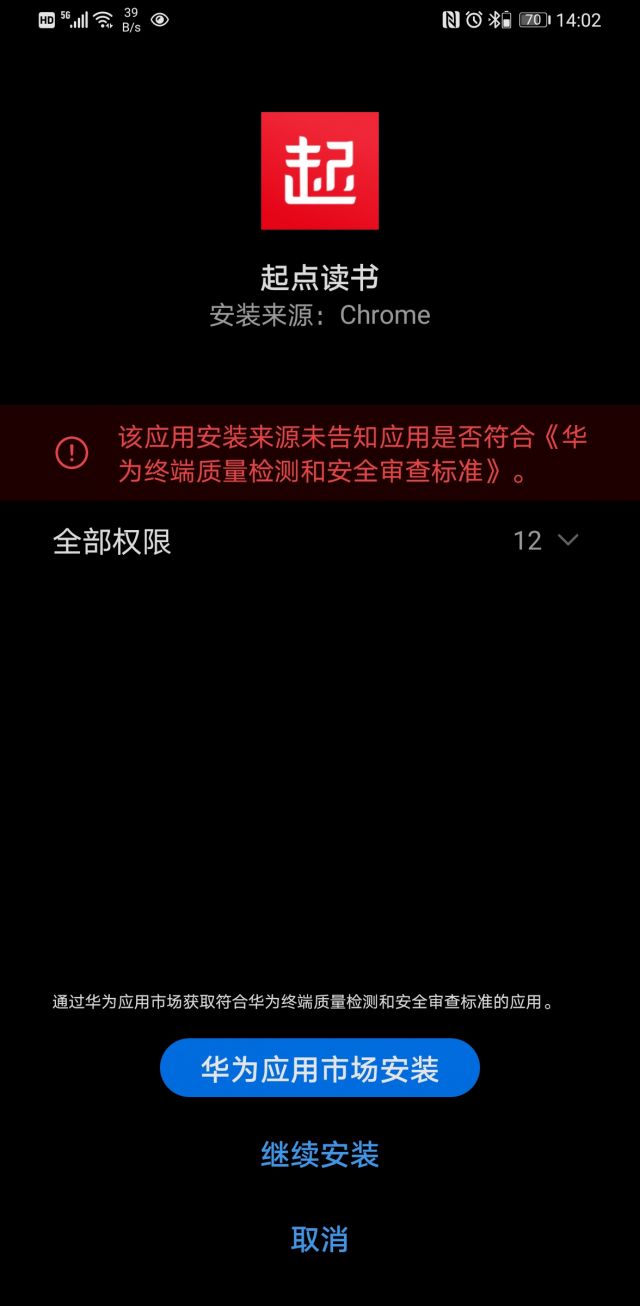 HD 5G 39 B/s 70 14:02
起
起点读书
安装来源：Chrome
该应用安装来源未告知应用是否符合《华
为终端质量检测和安全审查标准》。
全部权限 12
通过华为应用市场获取符合华为终端质量检测和安全审查标准的应用。
华为应用市场安装
继续安装
取消